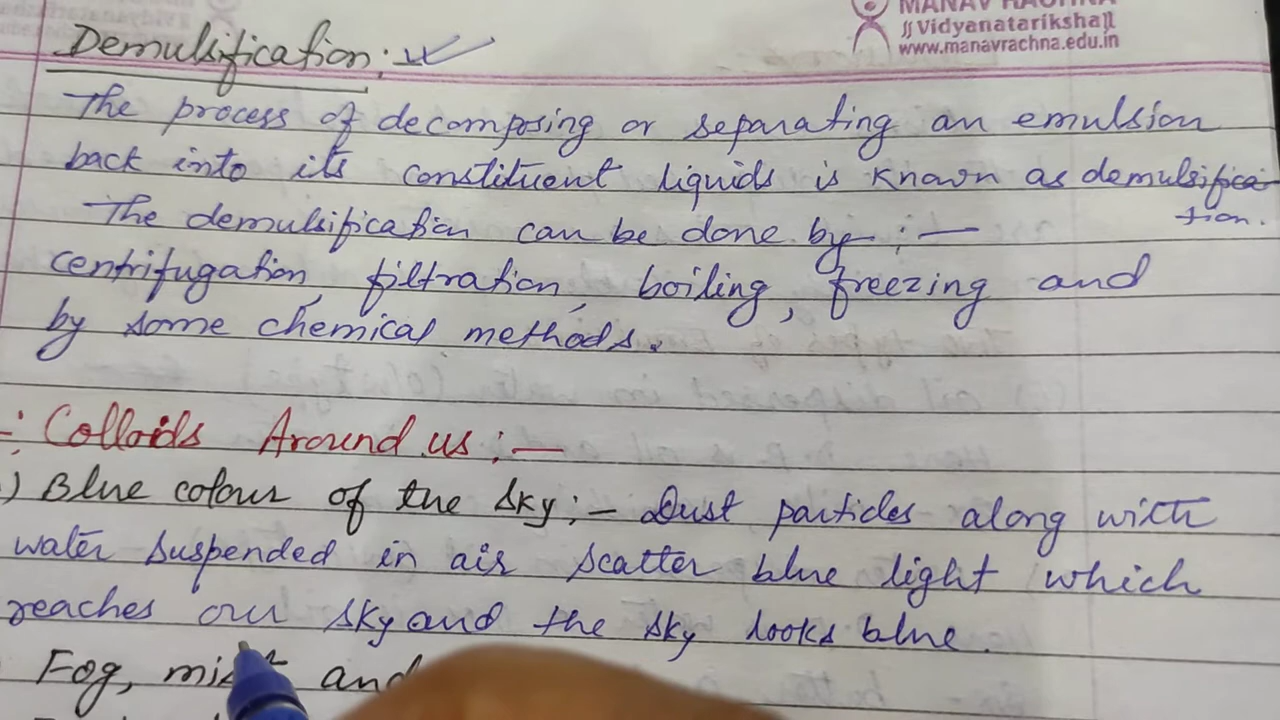 MANAV RACHNA
॥Vidyanatariksha॥
www.manavrachna.edu.in
Demulsification:
The process of decomposing or separating an emulsion
back into its constituent liquids is known as demulsifica-
tion.
The demulsification can be done by:—
centrifugation, filtration, boiling, freezing and
by some chemical methods.
:Colloids Around us:—
) Blue colour of the sky:- Dust particles along with
water suspended in air scatter blue light which
reaches our sky and the sky looks blue.
Fog, mist and